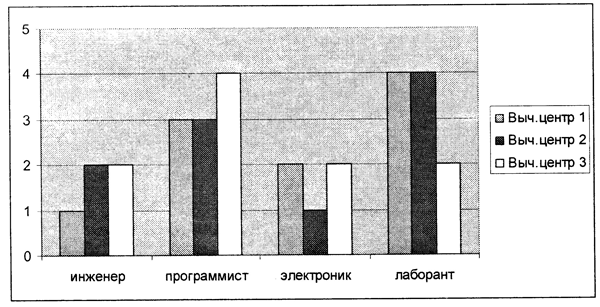 5
4
3
2
1
0
инженер программист электроник лаборант
Выч.центр 1
Выч.центр 2
Выч.центр 3